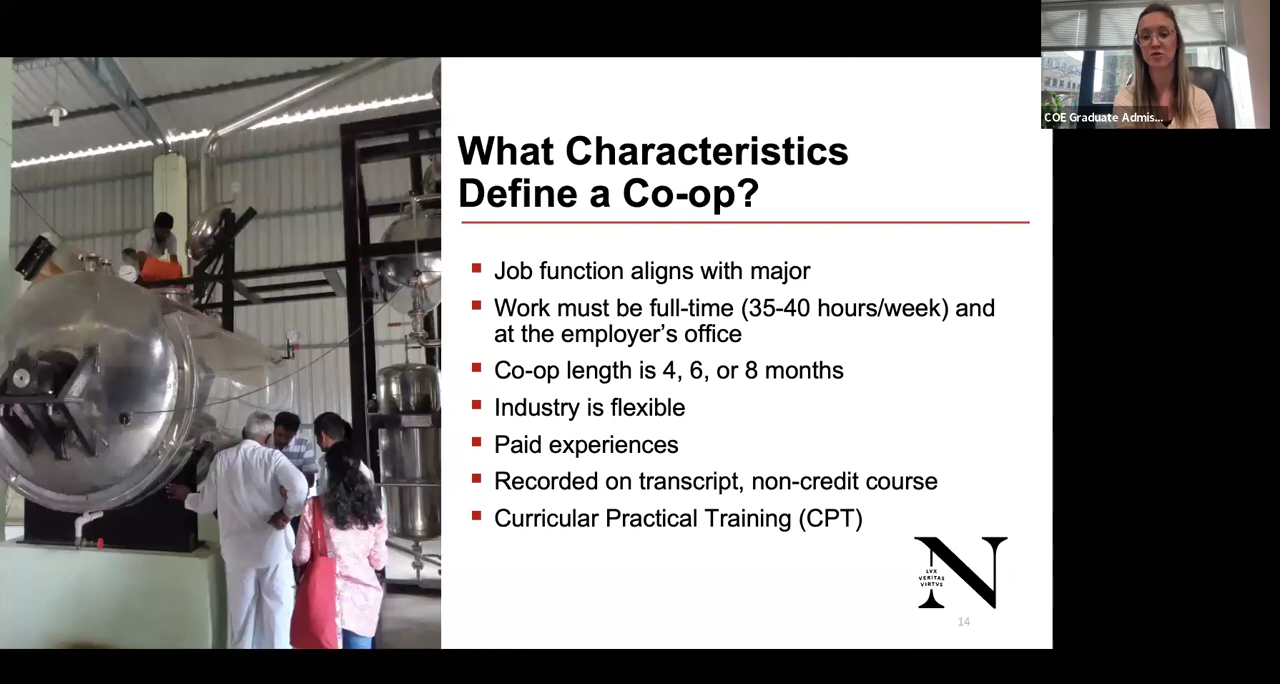 COE Graduate Admis...
What Characteristics
Define a Co-op?
Job function aligns with major
Work must be full-time (35-40 hours/week) and
at the employer’s office
Co-op length is 4, 6, or 8 months
Industry is flexible
Paid experiences
Recorded on transcript, non-credit course
Curricular Practical Training (CPT)
N
LVX
VERITAS
VIRTVS
14